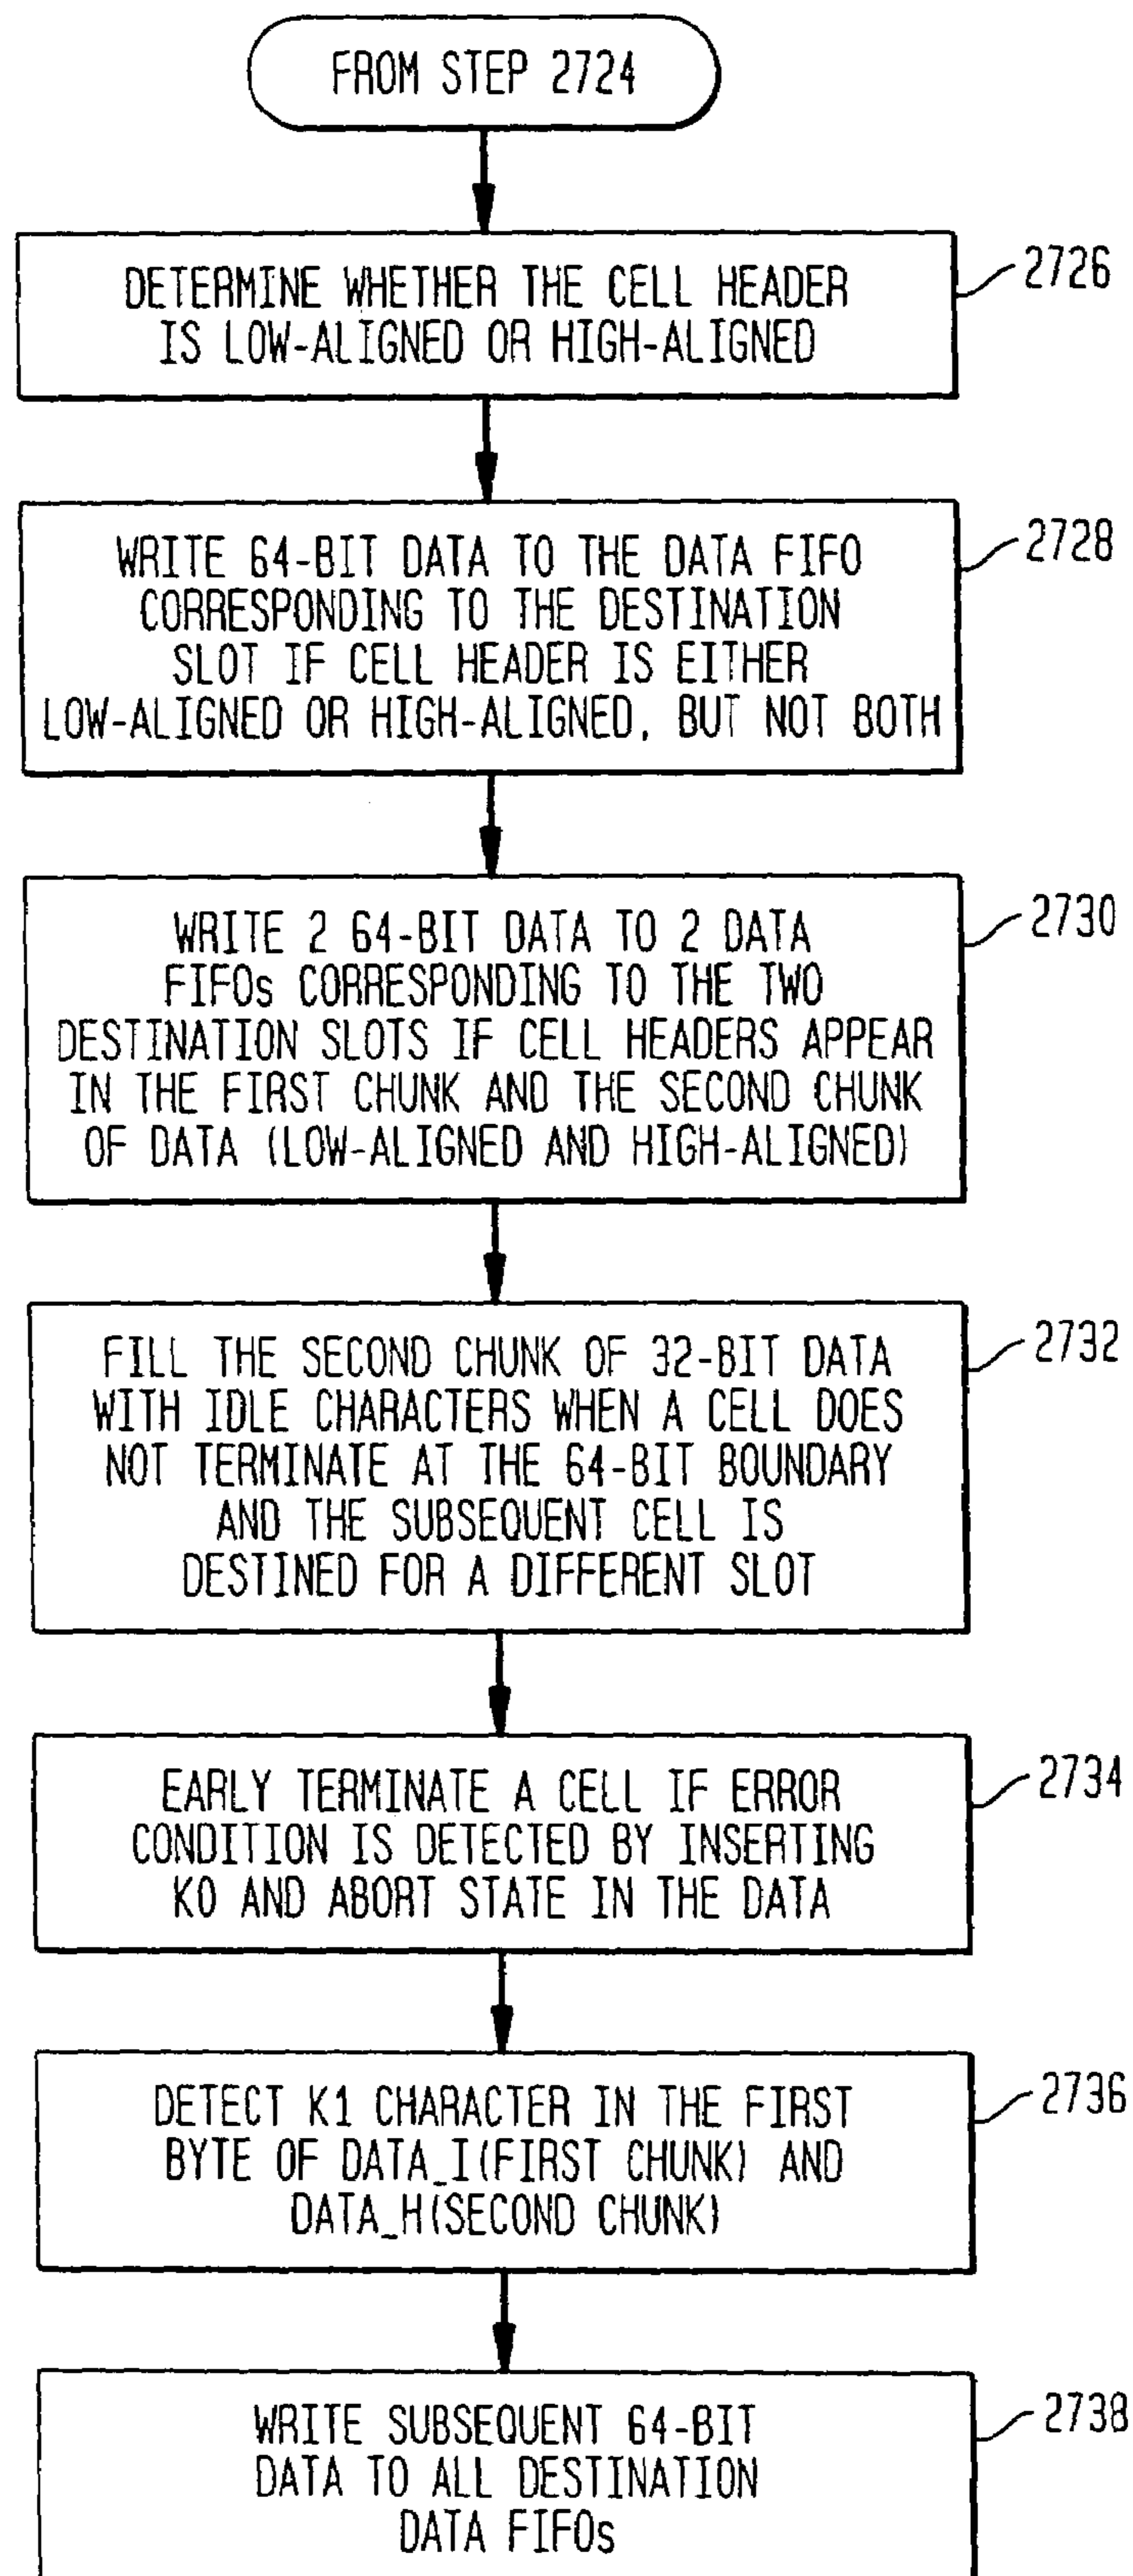 FROM STEP 2724
DETERMINE WHETHER THE CELL HEADER
IS LOW-ALIGNED OR HIGH-ALIGNED
2726
WRITE 64-BIT DATA TO THE DATA FIFO
CORRESPONDING TO THE DESTINATION
SLOT IF CELL HEADER IS EITHER
LOW-ALIGNED OR HIGH-ALIGNED, BUT NOT BOTH
2728
WRITE 2 64-BIT DATA TO 2 DATA
FIFOs CORRESPONDING TO THE TWO
DESTINATION SLOTS IF CELL HEADERS APPEAR
IN THE FIRST CHUNK AND THE SECOND CHUNK
OF DATA (LOW-ALIGNED AND HIGH-ALIGNED)
2730
FILL THE SECOND CHUNK OF 32-BIT DATA
WITH IDLE CHARACTERS WHEN A CELL DOES
NOT TERMINATE AT THE 64-BIT BOUNDARY
AND THE SUBSEQUENT CELL IS
DESTINED FOR A DIFFERENT SLOT
2732
EARLY TERMINATE A CELL IF ERROR
CONDITION IS DETECTED BY INSERTING
K0 AND ABORT STATE IN THE DATA
2734
DETECT K1 CHARACTER IN THE FIRST
BYTE OF DATA_I(FIRST CHUNK) AND
DATA_H(SECOND CHUNK)
2736
WRITE SUBSEQUENT 64-BIT
DATA TO ALL DESTINATION
DATA FIFOs
2738